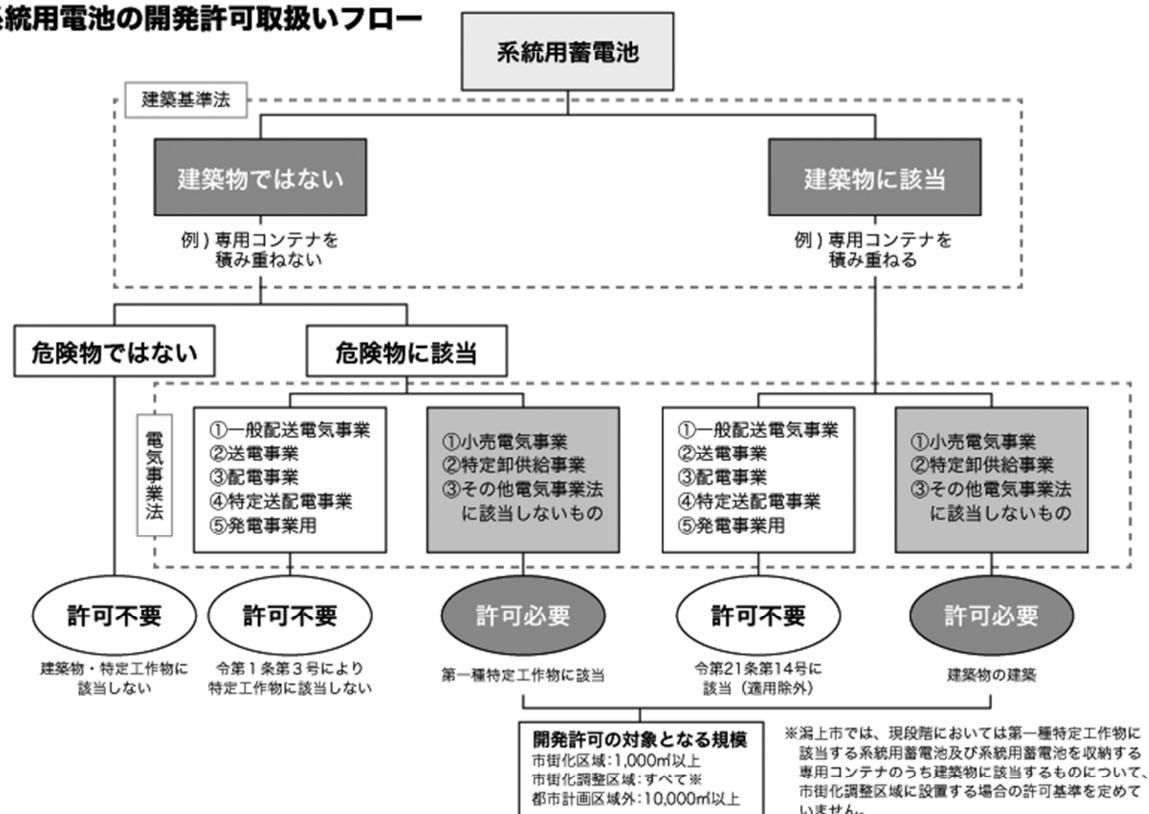 系統用電池の開発許可取扱いフロー
系統用蓄電池
建築基準法
建築物ではない
建築物に該当
例）専用コンテナを
積み重ねない
例）専用コンテナを
積み重ねる
危険物ではない
危険物に該当
電気事業法
①一般配送電気事業
②送電事業
③配電事業
④特定送配電事業
⑤発電事業用
①小売電気事業
②特定卸供給事業
③その他電気事業法
に該当しないもの
①一般配送電気事業
②送電事業
③配電事業
④特定送配電事業
⑤発電事業用
①小売電気事業
②特定卸供給事業
③その他電気事業法
に該当しないもの
許可不要
許可不要
許可必要
許可不要
許可必要
建築物・特定工作物に
該当しない
令第１条第３号により
特定工作物に該当しない
第一種特定工作物に該当
令第21条第14号に
該当（適用除外）
建築物の建築
開発許可の対象となる規模
市街化区域：1,000㎡以上
市街化調整区域：すべて※
都市計画区域外：10,000㎡以上
※潟上市では、現段階においては第一種特定工作物に
該当する系統用蓄電池及び系統用蓄電池を収納する
専用コンテナのうち建築物に該当するものについて、
市街化調整区域に設置する場合の許可基準を定めて
いません。